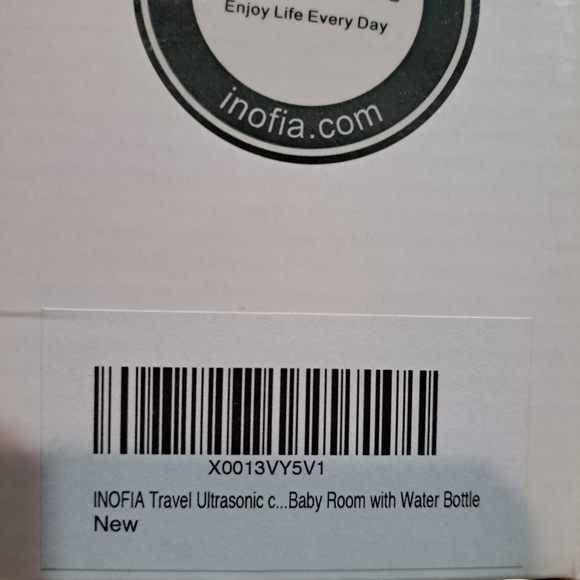 Enjoy Life Every Day
inofia.com
X0013VY5V1
INOFIA Travel Ultrasonic c...Baby Room with Water Bottle
New